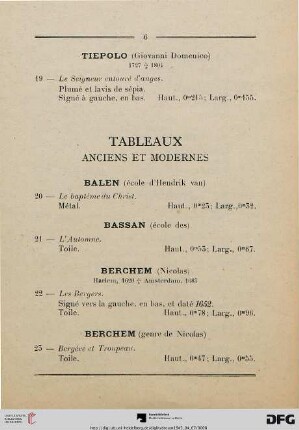 6
TIEPOLO (Giovanni Domenico)
1727 † 1804
19 — Le Seigneur entouré d'anges.
Plume et lavis de sépia.
Signé à gauche, en bas. Haut., 0m215; Larg., 0m155.
TABLEAUX
ANCIENS ET MODERNES
BALEN (école d'Hendrik van)
20 — Le baptême du Christ.
Métal. Haut., 0m25; Larg., 0m32.
BASSAN (école des)
21 — L'Automne.
Toile. Haut., 0m53; Larg., 0m67.
BERCHEM (Nicolas)
Haarlem, 1620 † Amsterdam, 1683
22 — Les Bergers.
Signé vers la gauche, en bas, et daté 1652.
Toile. Haut., 0m78; Larg., 0m96.
BERCHEM (genre de Nicolas)
23 — Bergère et Troupeau.
Toile. Haut., 0m47; Larg., 0m55.
DFG